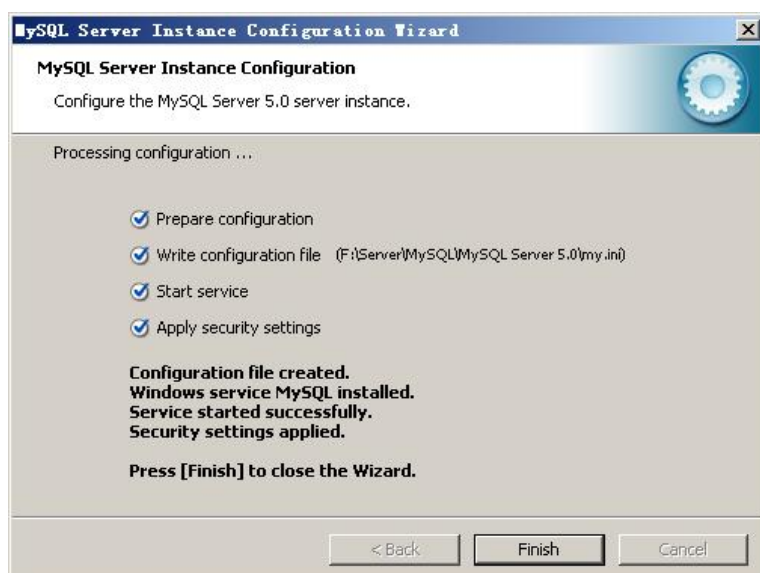 MySQL Server Instance Configuration Wizard
MySQL Server Instance Configuration
Configure the MySQL Server 5.0 server instance.
Processing configuration ...
Prepare configuration
Write configuration file (F:\Server\MySQL\MySQL Server 5.0\my.ini)
Start service
Apply security settings
Configuration file created.
Windows service MySQL installed.
Service started successfully.
Security settings applied.
Press [Finish] to close the Wizard.
< Back Finish Cancel